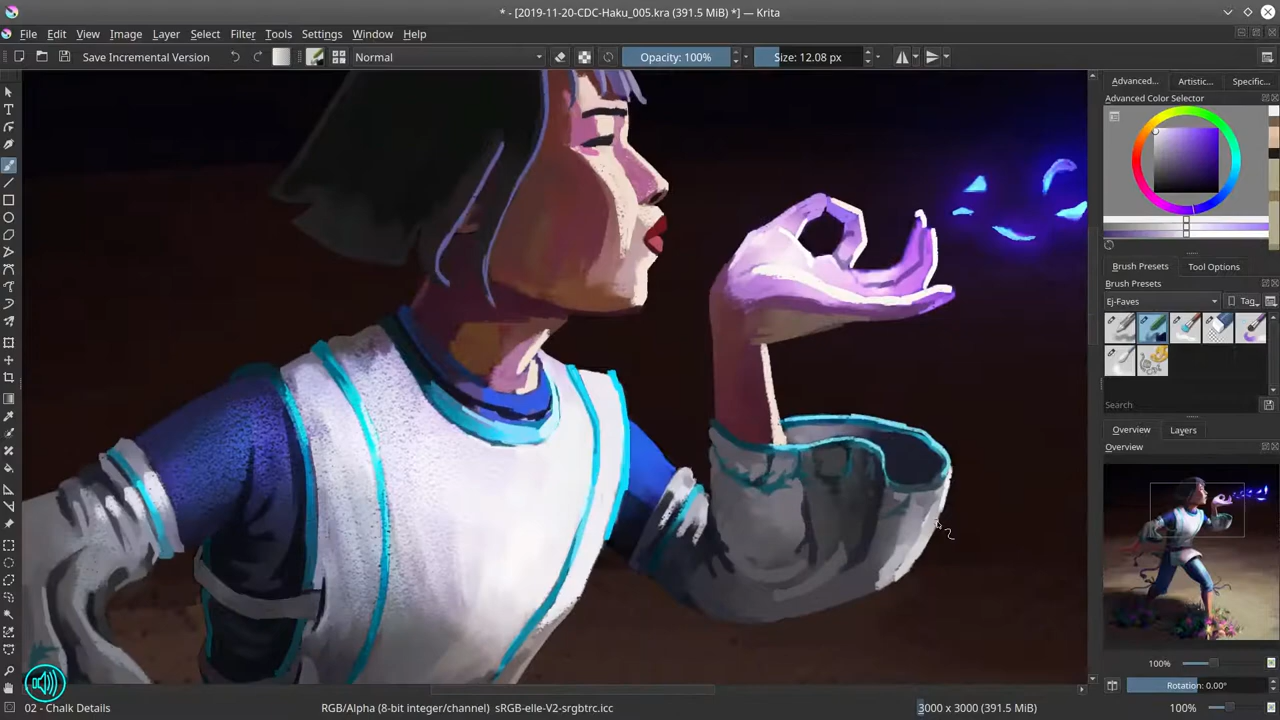 * - [2019-11-20-CDC-Haku_005.kra (391.5 MiB) *] — Krita
File Edit View Image Layer Select Filter Tools Settings Window Help
Save Incremental Version Normal Opacity: 100% Size: 12.08 px
Advanced... Artistic... Specific...
Advanced Color Selector
Brush Presets Tool Options
Brush Presets
Ej-Faves Tag
Search
Overview Layers
Overview
100%
Rotation: 0.00°
02 - Chalk Details RGB/Alpha (8-bit integer/channel) sRGB-elle-V2-srgbtrc.icc 3000 x 3000 (391.5 MiB) 100%